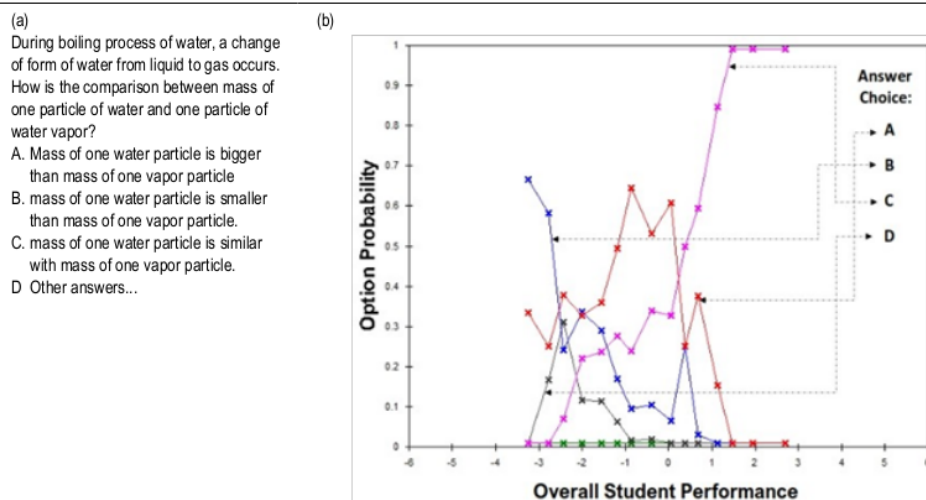 (a)
During boiling process of water, a change
of form of water from liquid to gas occurs.
How is the comparison between mass of
one particle of water and one particle of
water vapor?
A. Mass of one water particle is bigger
than mass of one vapor particle
B. mass of one water particle is smaller
than mass of one vapor particle.
C. mass of one water particle is similar
with mass of one vapor particle.
D Other answers...
(b)
Option Probability
1
0.9
0.8
0.7
0.6
0.5
0.4
0.3
0.2
0.1
0
-6 -5 -4 -3 -2 -1 0 1 2 3 4 5 6
Overall Student Performance
Answer
Choice:
A
B
C
D